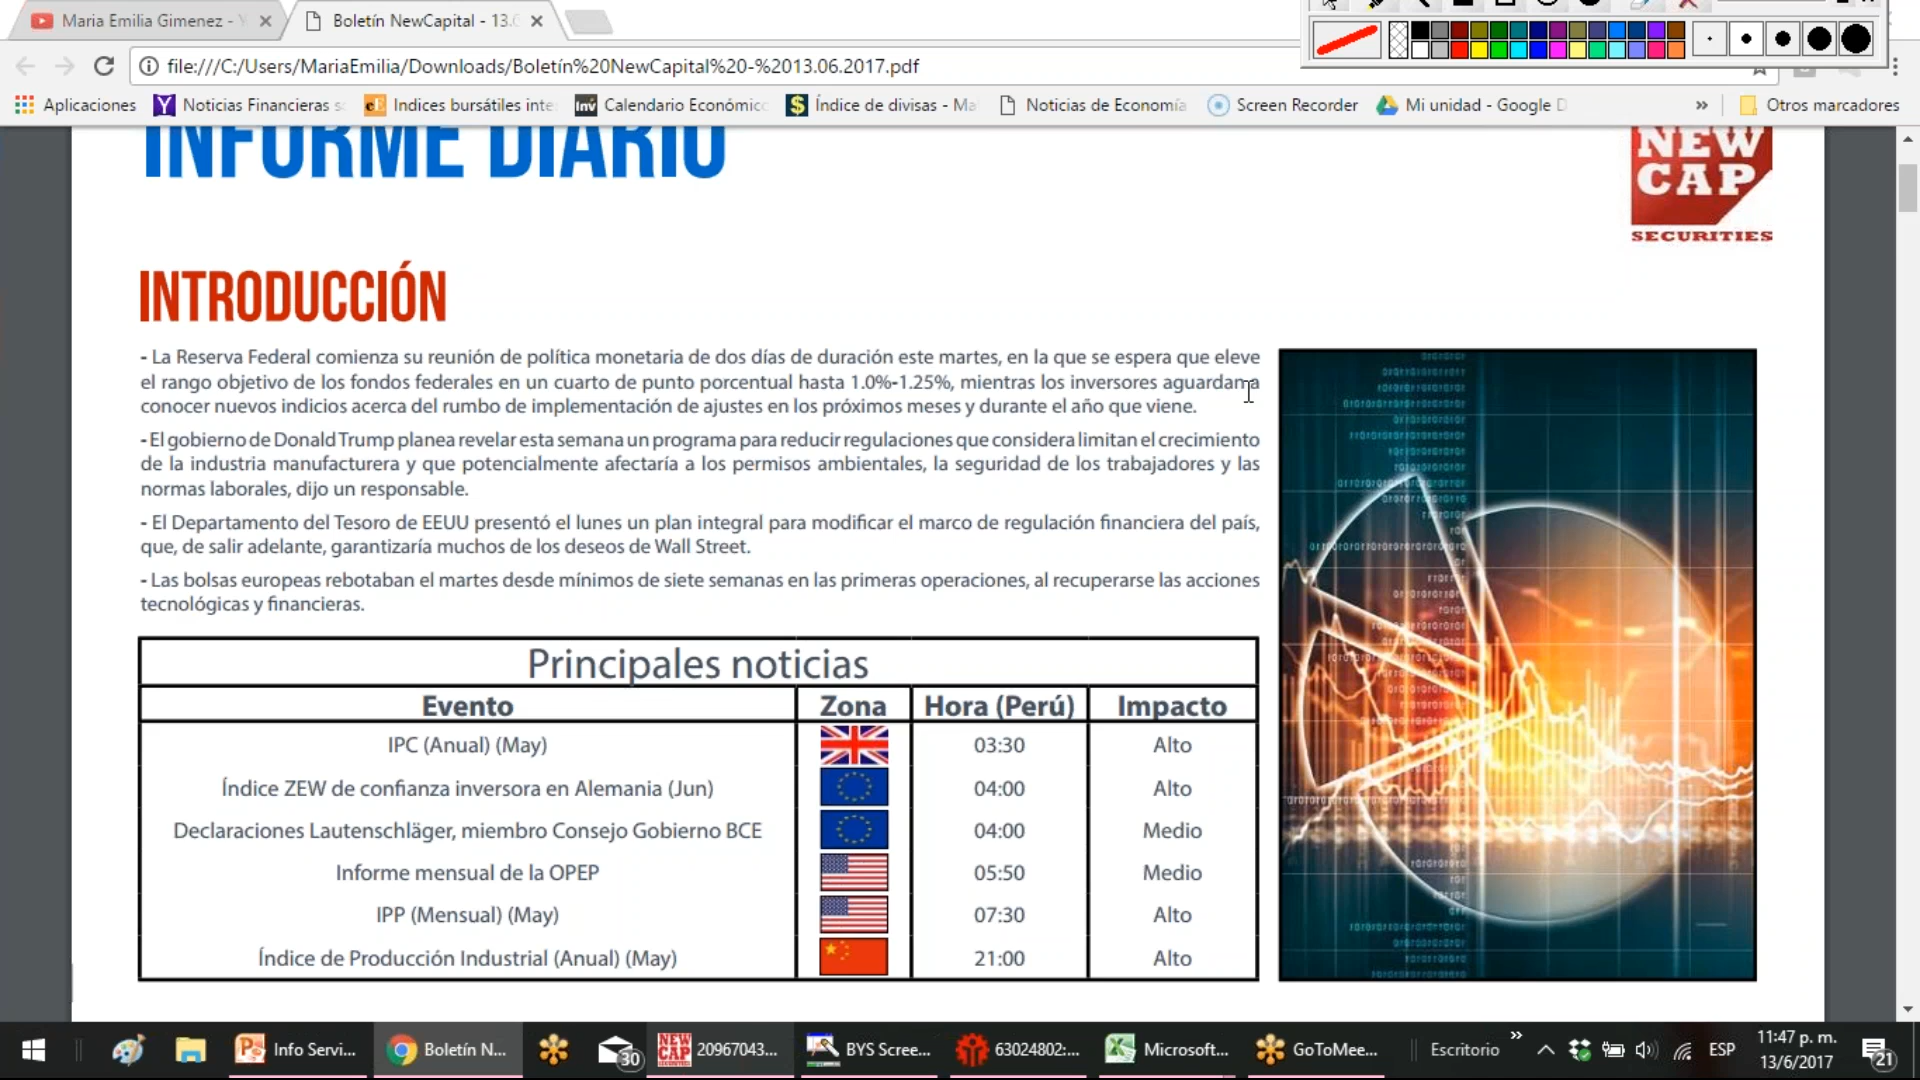 Maria Emilia Gimenez - Y
Boletín NewCapital - 13.0
file:///C:/Users/MariaEmilia/Downloads/Boletín%20NewCapital%20-%2013.06.2017.pdf
Aplicaciones
Noticias Financieras s
Indices bursátiles inte
Calendario Económic
Índice de divisas - Ma
Noticias de Economía
Screen Recorder
Mi unidad - Google D
»
Otros marcadores
INFORME DIARIO
NEW
CAP
SECURITIES
INTRODUCCIÓN
- La Reserva Federal comienza su reunión de política monetaria de dos días de duración este martes, en la que se espera que eleve
el rango objetivo de los fondos federales en un cuarto de punto porcentual hasta 1.0%-1.25%, mientras los inversores aguardan a
conocer nuevos indicios acerca del rumbo de implementación de ajustes en los próximos meses y durante el año que viene.
- El gobierno de Donald Trump planea revelar esta semana un programa para reducir regulaciones que considera limitan el crecimiento
de la industria manufacturera y que potencialmente afectaría a los permisos ambientales, la seguridad de los trabajadores y las
normas laborales, dijo un responsable.
- El Departamento del Tesoro de EEUU presentó el lunes un plan integral para modificar el marco de regulación financiera del país,
que, de salir adelante, garantizaría muchos de los deseos de Wall Street.
- Las bolsas europeas rebotaban el martes desde mínimos de siete semanas en las primeras operaciones, al recuperarse las acciones
tecnológicas y financieras.
Principales noticias
Evento Zona Hora (Perú) Impacto
IPC (Anual) (May) 03:30 Alto
Índice ZEW de confianza inversora en Alemania (Jun) 04:00 Alto
Declaraciones Lautenschläger, miembro Consejo Gobierno BCE 04:00 Medio
Informe mensual de la OPEP 05:50 Medio
IPP (Mensual) (May) 07:30 Alto
Índice de Producción Industrial (Anual) (May) 21:00 Alto
Info Servi...
Boletín N...
30
NEW CAP
20967043...
BYS Scree...
63024802:...
Microsoft...
GoToMee...
Escritorio
»
ESP
11:47 p. m.
13/6/2017
21